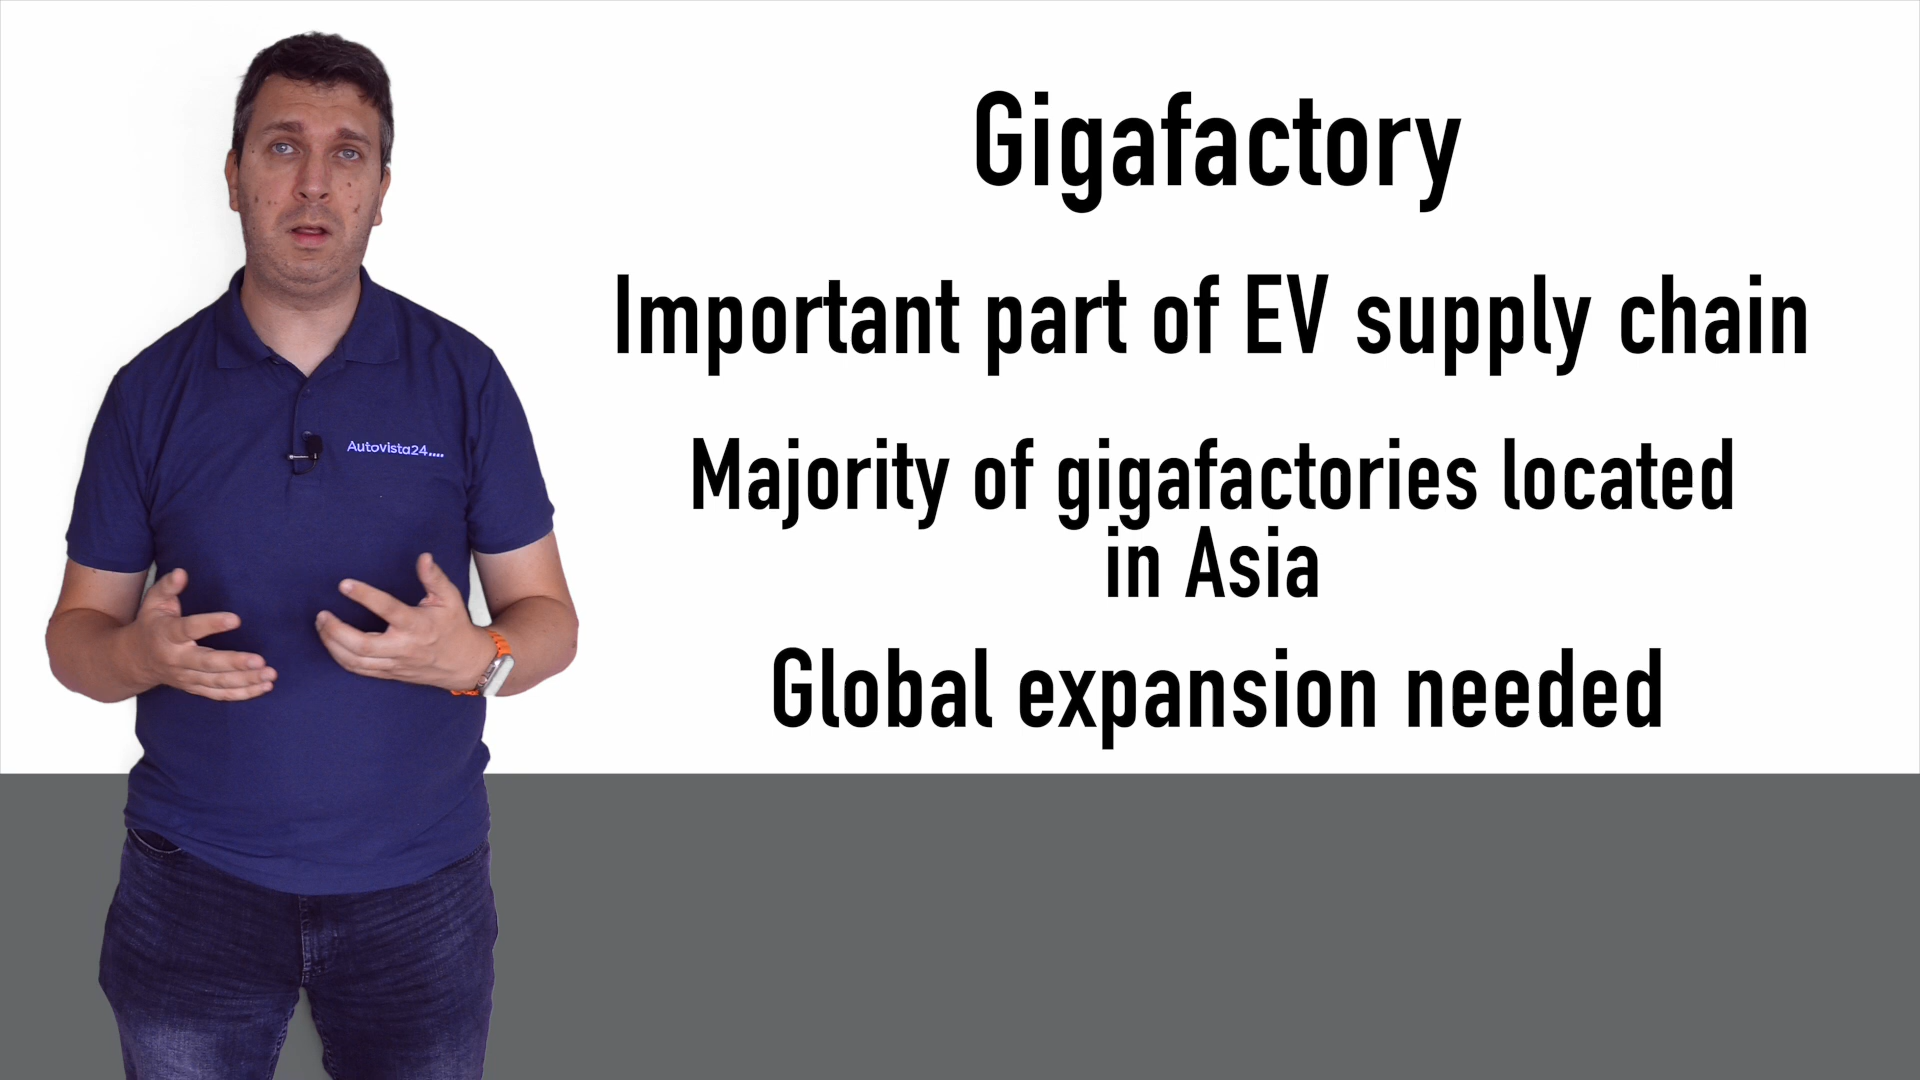 Gigafactory
Important part of EV supply chain
Majority of gigafactories located
in Asia
Global expansion needed
Autovista24